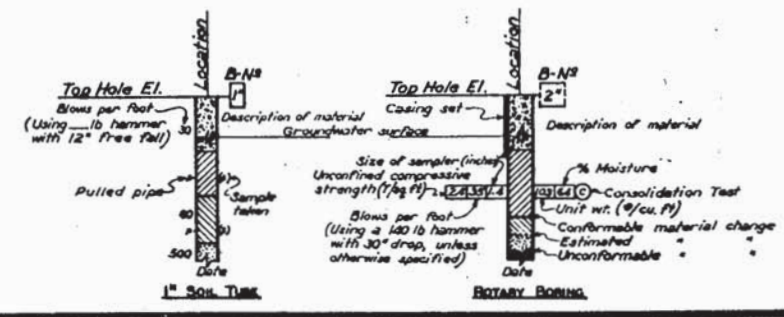 Location
B-Nº
1"
Top Hole El.
Blows per foot
(Using __lb hammer
with 12" free fall)
30
Description of material
Groundwater surface
Pulled pipe
P
Sample
taken
60
P
500
Date
1" SOIL TUBE
Location
B-Nº
2"
Top Hole El.
Casing set
Description of material
Size of sampler (inches)
Unconfined compressive
strength (T/sq ft)
% Moisture
Consolidation Test
C
Unit wt. (#/cu. ft)
Blows per foot
(Using a 140 lb hammer
with 30" drop, unless
otherwise specified)
Conformable material change
Estimated " "
Unconformable " "
Date
ROTARY BORING